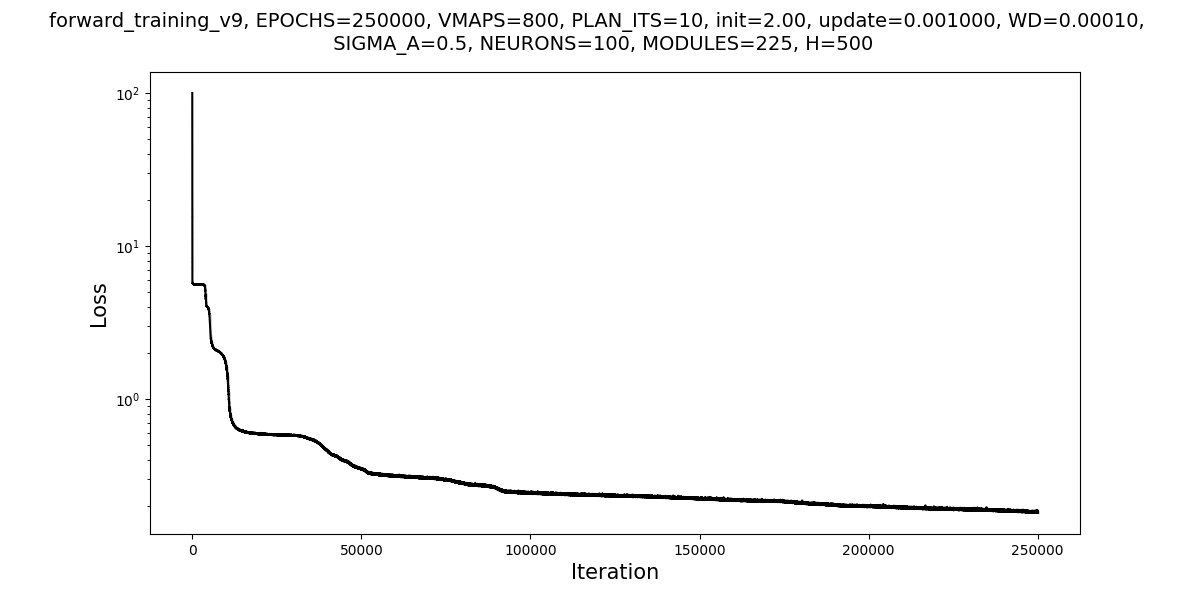 forward_training_v9, EPOCHS=250000, VMAPS=800, PLAN_ITS=10, init=2.00, update=0.001000, WD=0.00010,
SIGMA_A=0.5, NEURONS=100, MODULES=225, H=500
10²
10¹
10⁰
Loss
0 50000 100000 150000 200000 250000
Iteration